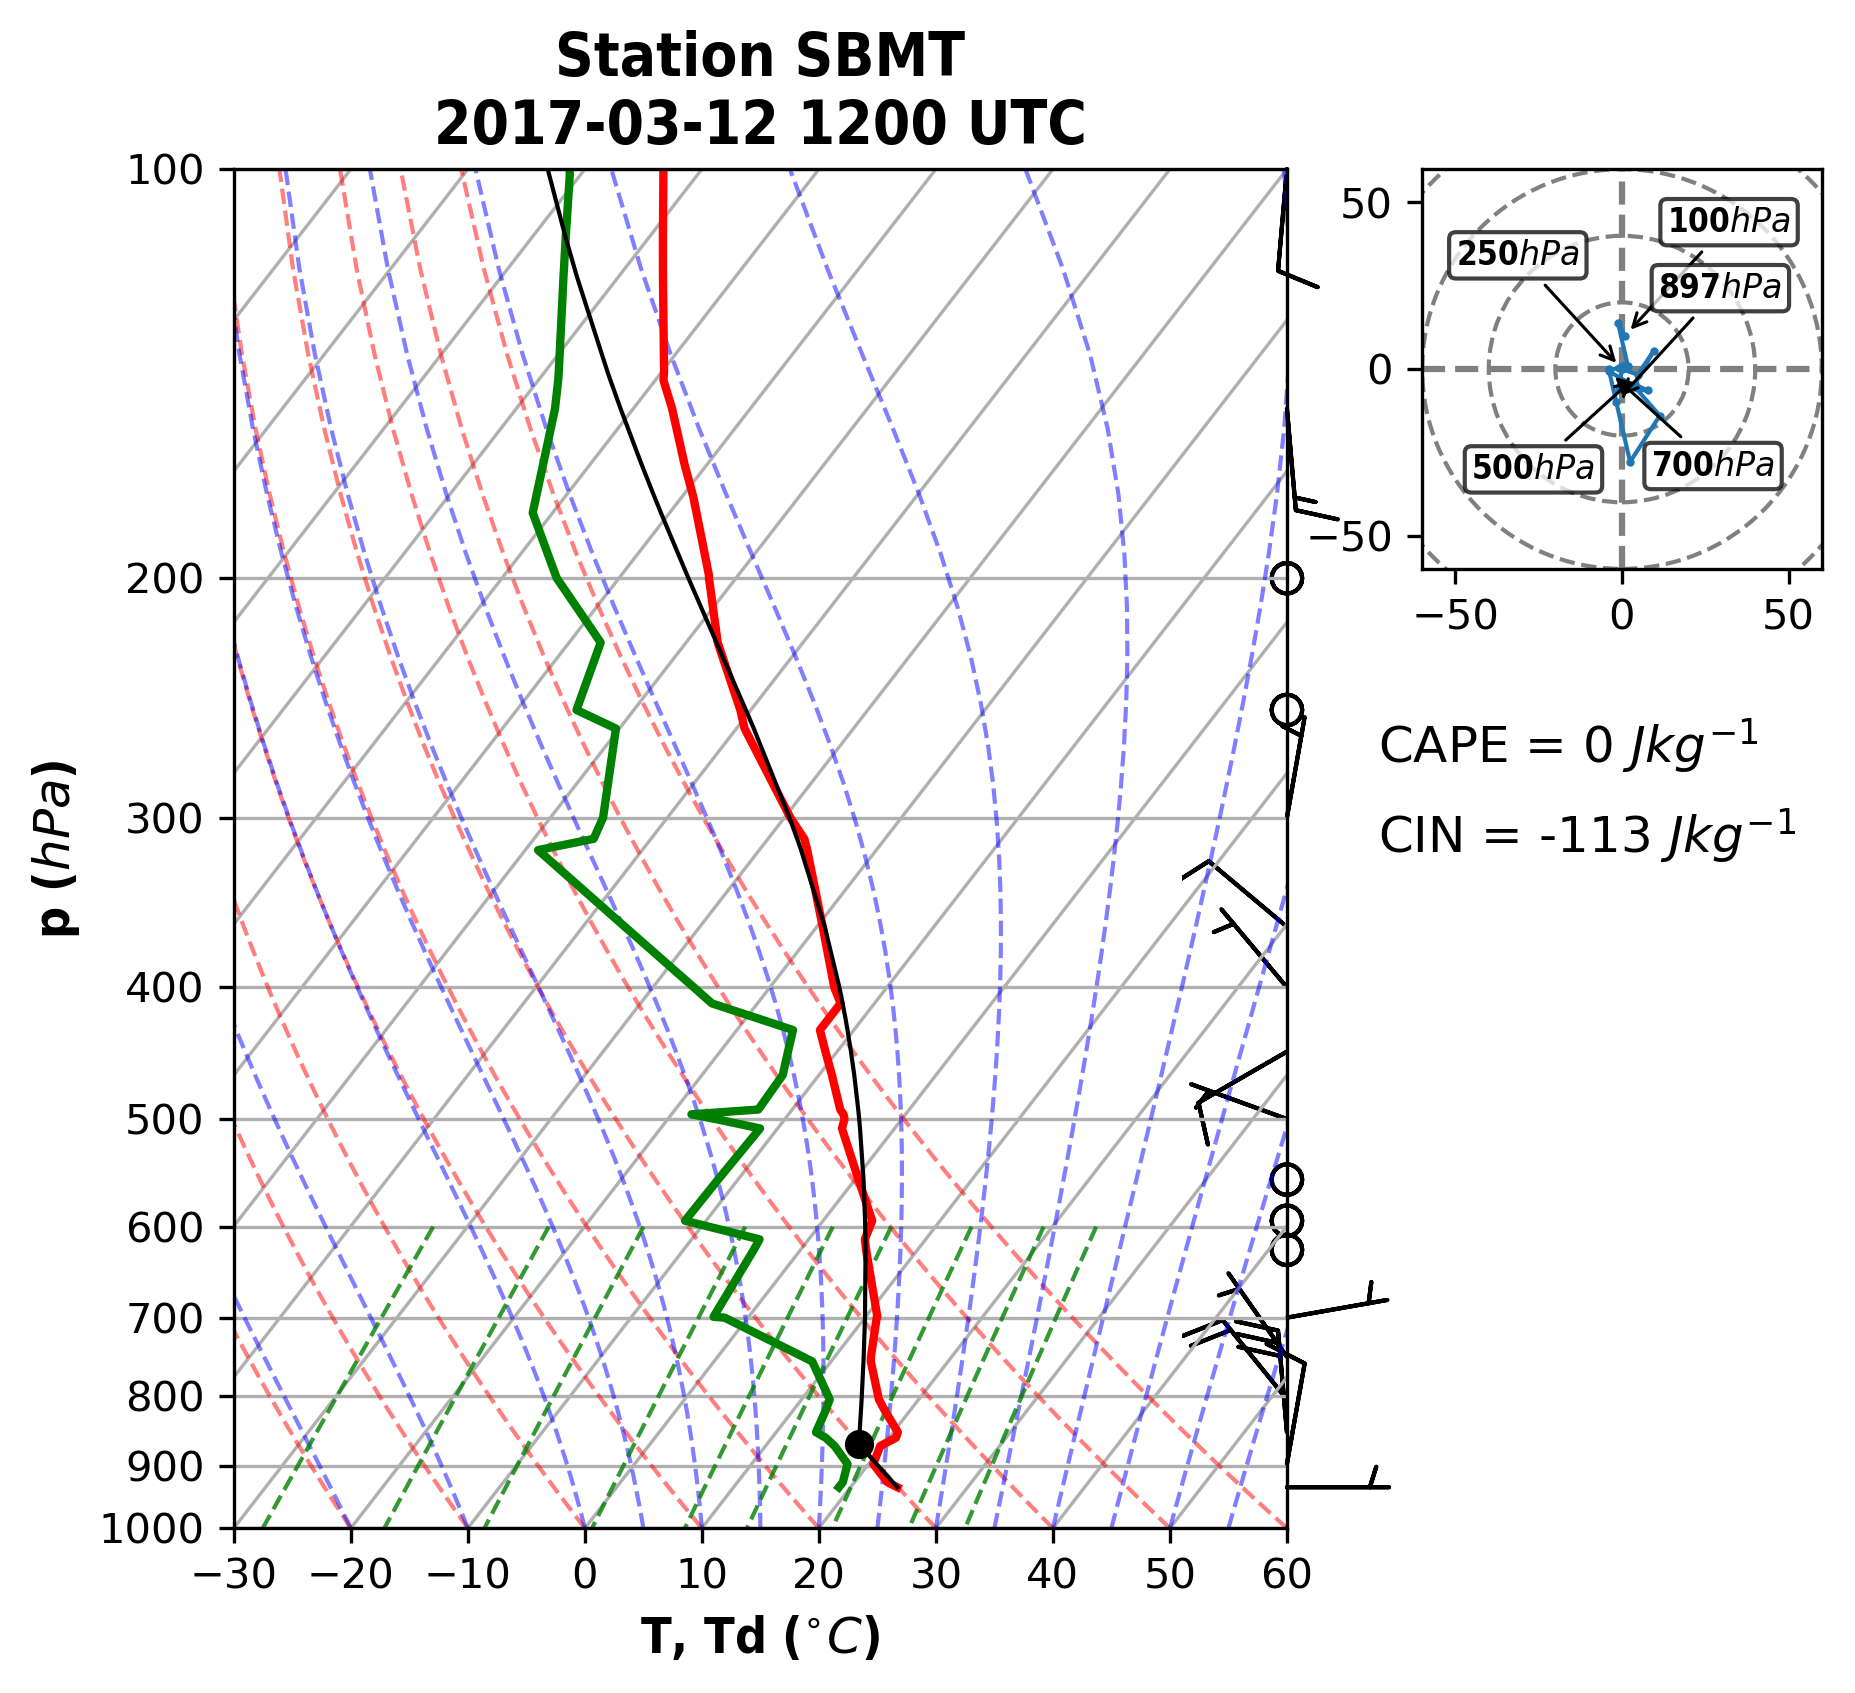 Station SBMT
2017-03-12 1200 UTC
100
200
300
400
500
600
700
800
900
1000
p (hPa)
−30 −20 −10 0 10 20 30 40 50 60
T, Td (°C)
50
0
−50
−50 0 50
100hPa
250hPa
897hPa
500hPa
700hPa
CAPE = 0 Jkg⁻¹
CIN = -113 Jkg⁻¹